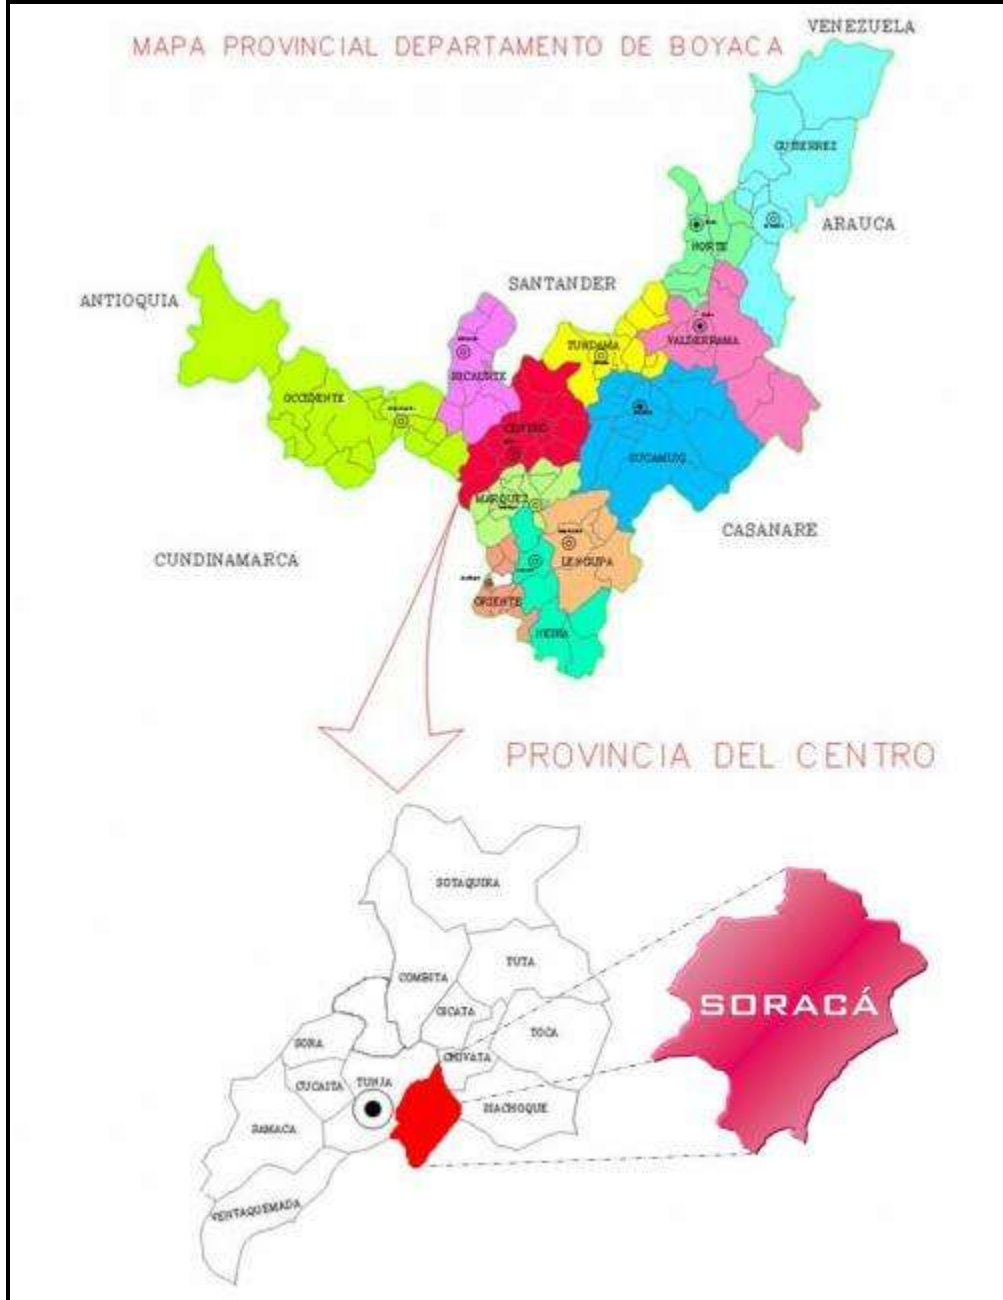 VENEZUELA
MAPA PROVINCIAL DEPARTAMENTO DE BOYACA
GUTIERREZ
ARAUCA
NORTE
SANTANDER
ANTIOQUIA
TUNDAMA
VALDERRAMA
RICAURTE
OCCIDENTE
CENTRO
SUGAMUXI
MARQUEZ
CASANARE
CUNDINAMARCA
LENGUPA
ORIENTE
NEIRA
PROVINCIA DEL CENTRO
SOTAQUIRA
TUTA
COMBITA
SORACÁ
OICATA
TOCA
SORA
CHIVATA
CUCAITA
TUNJA
SIACHOQUE
SAMACA
VENTAQUEMADA